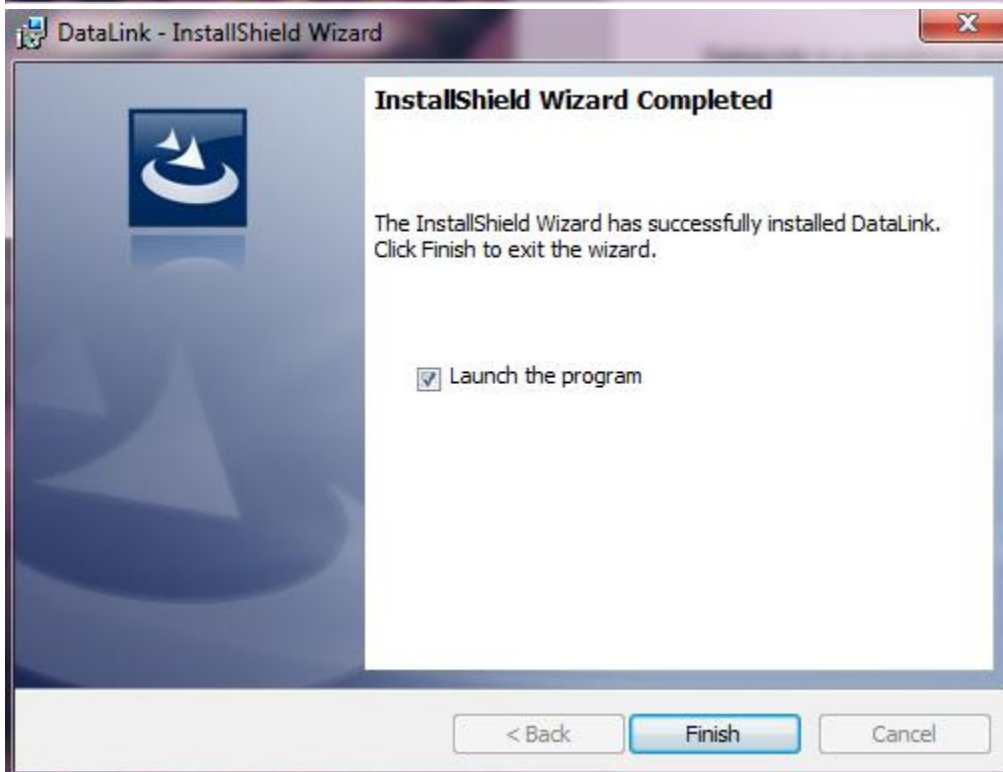 DataLink - InstallShield Wizard
InstallShield Wizard Completed
The InstallShield Wizard has successfully installed DataLink.
Click Finish to exit the wizard.
Launch the program
< Back
Finish
Cancel